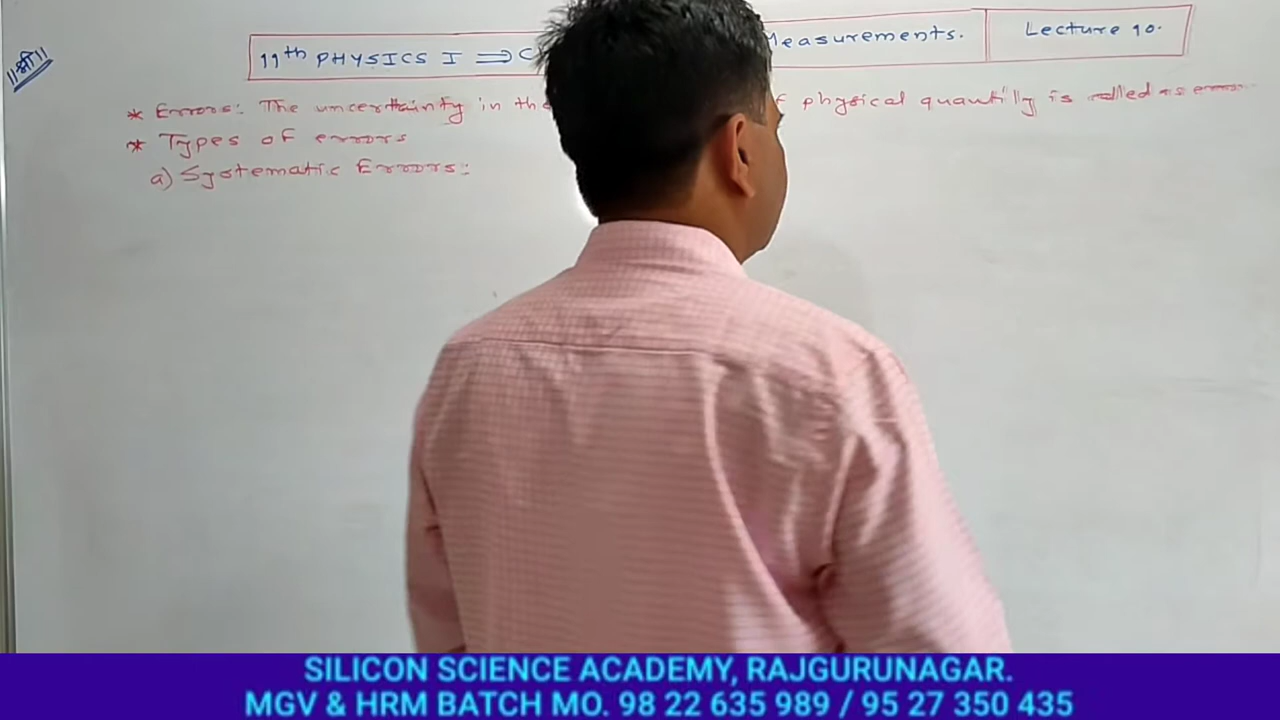 ॥श्री॥
11th PHYSICS I ⇒ Measurements. Lecture 10.
* Errors: The uncertainty in the physical quantity is called as error.
* Types of errors
a) Systematic Errors:
SILICON SCIENCE ACADEMY, RAJGURUNAGAR.
MGV & HRM BATCH MO. 98 22 635 989 / 95 27 350 435